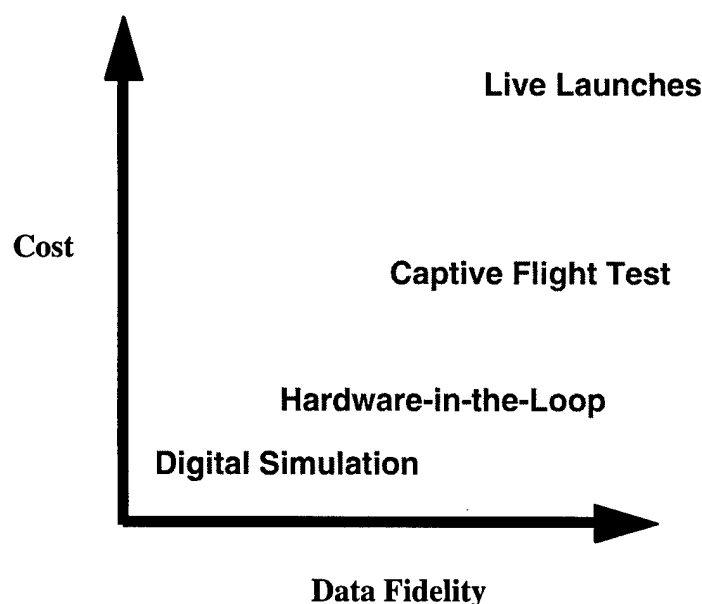 Live Launches
Cost
Captive Flight Test
Hardware-in-the-Loop
Digital Simulation
Data Fidelity